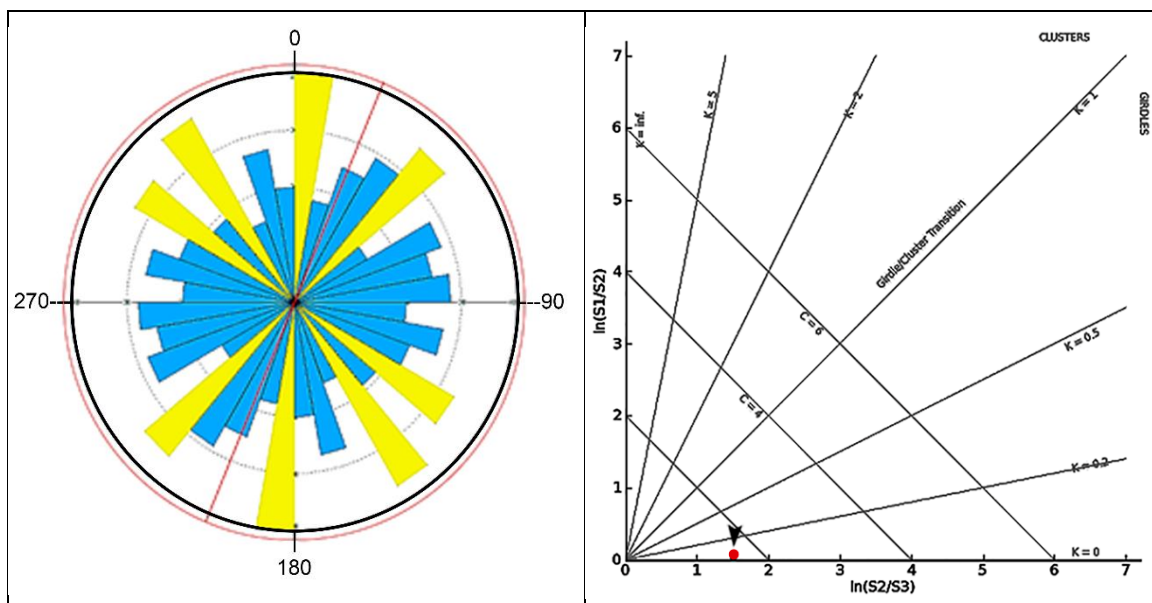 0
270
90
180
CLUSTERS
GIRDLES
7
6
5
4
3
2
1
0
ln(S1/S2)
K = inf.
K = 5
K = 2
K = 1
Girdle/Cluster Transition
C = 6
K = 0.5
C = 4
K = 0.2
K = 0
0 1 2 3 4 5 6 7
ln(S2/S3)